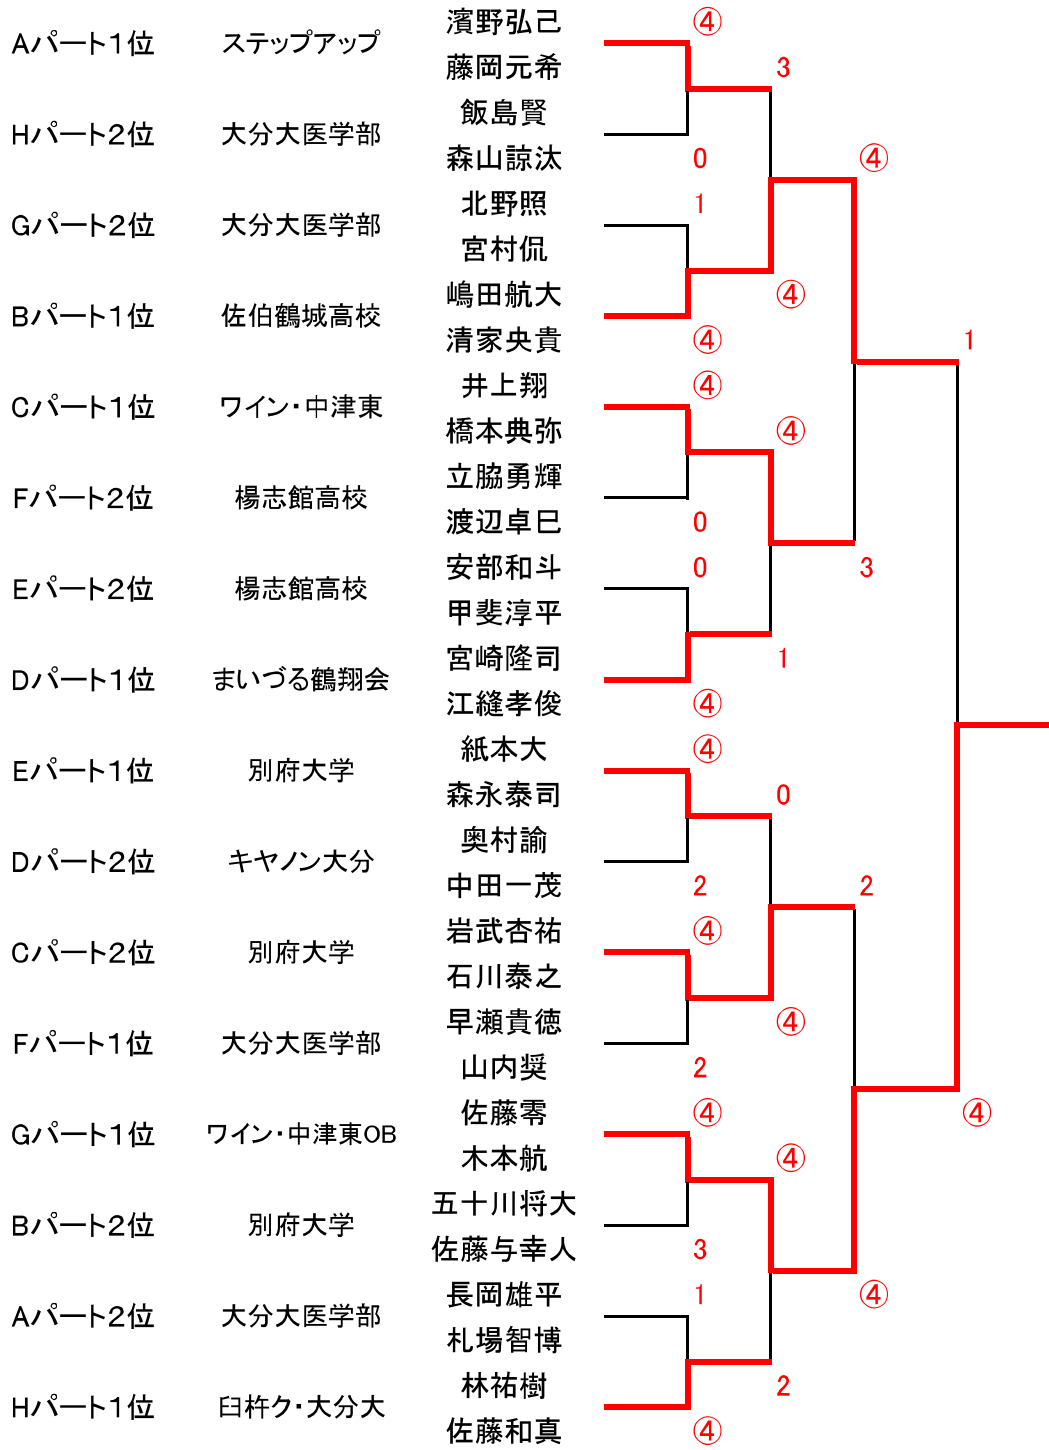 濱野弘己 ④
Aパート1位 ステップアップ
藤岡元希 3
飯島賢
Hパート2位 大分大医学部
森山諒汰 0 ④
北野照 1
Gパート2位 大分大医学部
宮村侃
嶋田航大 ④
Bパート1位 佐伯鶴城高校
清家央貴 ④ 1
井上翔 ④
Cパート1位 ワイン・中津東
橋本典弥 ④
立脇勇輝
Fパート2位 楊志館高校
渡辺卓巳 0
安部和斗 0 3
Eパート2位 楊志館高校
甲斐淳平
宮崎隆司 1
Dパート1位 まいづる鶴翔会
江縫孝俊 ④
紙本大 ④
Eパート1位 別府大学
森永泰司 0
奥村諭
Dパート2位 キヤノン大分
中田一茂 2 2
岩武杏祐 ④
Cパート2位 別府大学
石川泰之
早瀬貴徳 ④
Fパート1位 大分大医学部
山内奨 2
佐藤零 ④ ④
Gパート1位 ワイン・中津東OB
木本航 ④
五十川将大
Bパート2位 別府大学
佐藤与幸人 3
長岡雄平 1 ④
Aパート2位 大分大医学部
札場智博
林祐樹 2
Hパート1位 臼杵ク・大分大
佐藤和真 ④